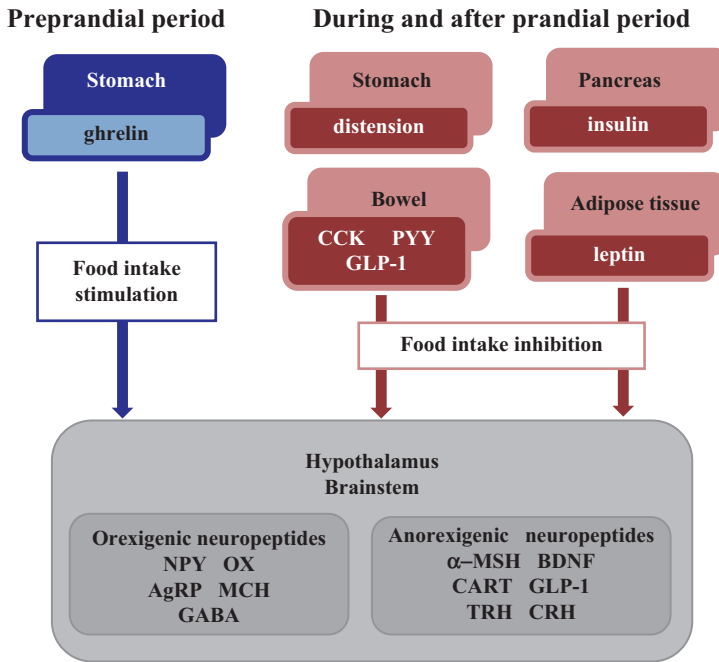 Preprandial period
During and after prandial period
Stomach
ghrelin
Stomach
distension
Pancreas
insulin
Bowel
CCK PYY
GLP-1
Adipose tissue
leptin
Food intake
stimulation
Food intake inhibition
Hypothalamus
Brainstem
Orexigenic neuropeptides
NPY OX
AgRP MCH
GABA
Anorexigenic neuropeptides
α–MSH BDNF
CART GLP-1
TRH CRH